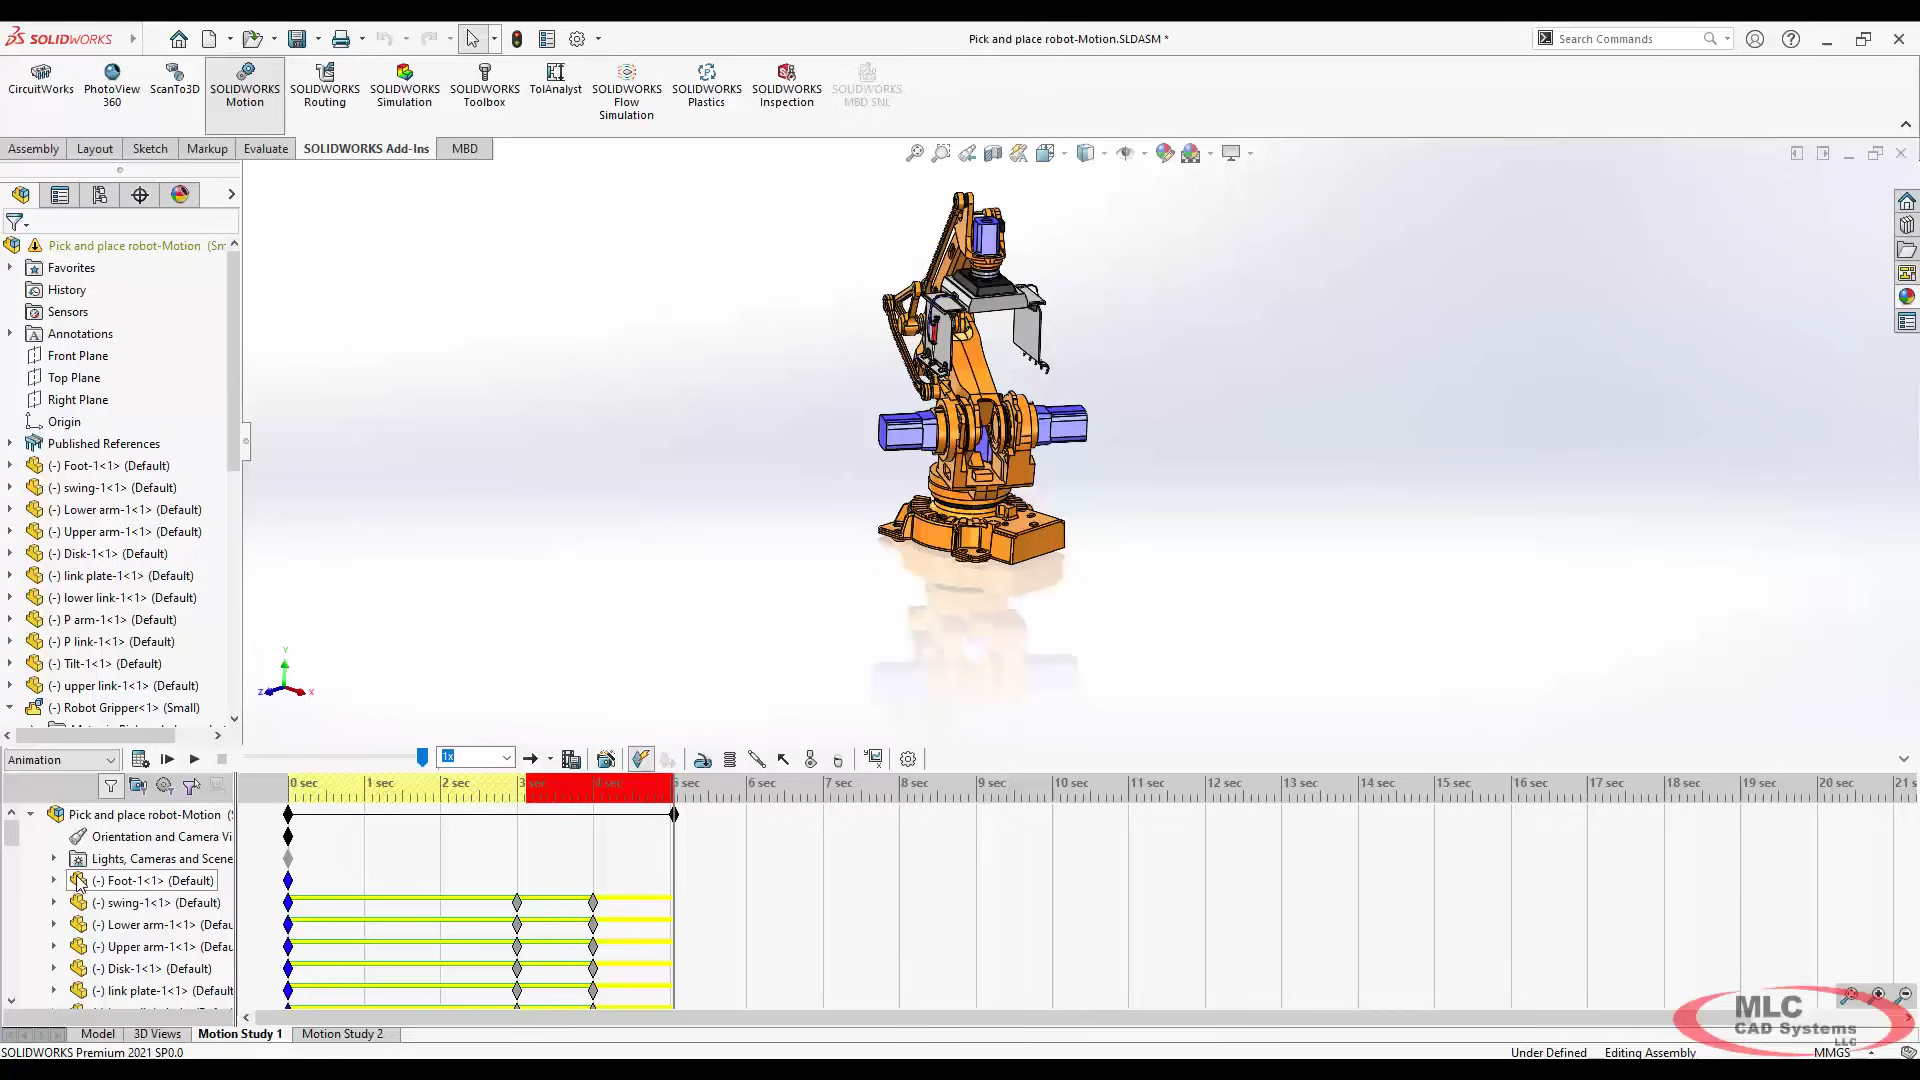 SOLIDWORKS
Pick and place robot-Motion.SLDASM *
Search Commands
CircuitWorks
PhotoView
360
ScanTo3D
SOLIDWORKS
Motion
SOLIDWORKS
Routing
SOLIDWORKS
Simulation
SOLIDWORKS
Toolbox
TolAnalyst
SOLIDWORKS
Flow
Simulation
SOLIDWORKS
Plastics
SOLIDWORKS
Inspection
SOLIDWORKS
MBD SNL
Assembly
Layout
Sketch
Markup
Evaluate
SOLIDWORKS Add-Ins
MBD
Pick and place robot-Motion (Sm
Favorites
History
Sensors
Annotations
Front Plane
Top Plane
Right Plane
Origin
Published References
(-) Foot-1<1> (Default)
(-) swing-1<1> (Default)
(-) Lower arm-1<1> (Default)
(-) Upper arm-1<1> (Default)
(-) Disk-1<1> (Default)
(-) link plate-1<1> (Default)
(-) lower link-1<1> (Default)
(-) P arm-1<1> (Default)
(-) P link-1<1> (Default)
(-) Tilt-1<1> (Default)
(-) upper link-1<1> (Default)
(-) Robot Gripper<1> (Small)
Y
Z X
Animation
1x
0 sec 1 sec 2 sec 3 sec 4 sec 5 sec 6 sec 7 sec 8 sec 9 sec 10 sec 11 sec 12 sec 13 sec 14 sec 15 sec 16 sec 17 sec 18 sec 19 sec 20 sec 21 s
Pick and place robot-Motion (S
Orientation and Camera Vi
Lights, Cameras and Scene
(-) Foot-1<1> (Default)
(-) swing-1<1> (Default)
(-) Lower arm-1<1> (Defau
(-) Upper arm-1<1> (Defau
(-) Disk-1<1> (Default)
(-) link plate-1<1> (Default
Model
3D Views
Motion Study 1
Motion Study 2
MLC
CAD Systems
LLC
SOLIDWORKS Premium 2021 SP0.0
Under Defined
Editing Assembly
MMGS